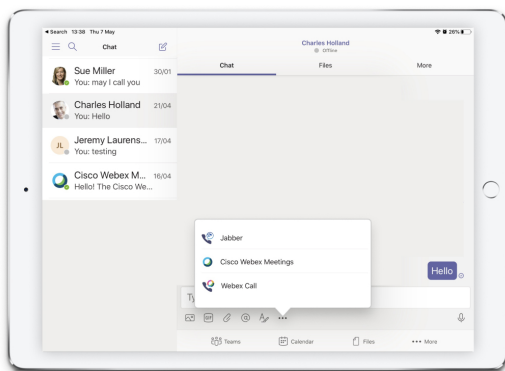 Search 13:38 Thu 7 May
26%
Chat
Charles Holland
Offline
Chat Files More
Sue Miller 30/01
You: may I call you
Charles Holland 21/04
You: Hello
JL Jeremy Laurens... 17/04
You: testing
Cisco Webex M... 16/04
Hello! The Cisco We...
Jabber
Cisco Webex Meetings
Webex Call
Hello
Ty
GIF
Teams Calendar Files More